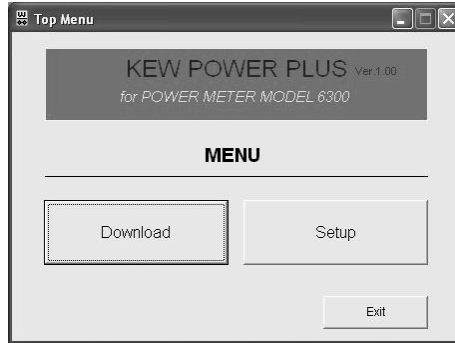 Top Menu
KEW POWER PLUS Ver.1.00
for POWER METER MODEL 6300
MENU
Download Setup
Exit